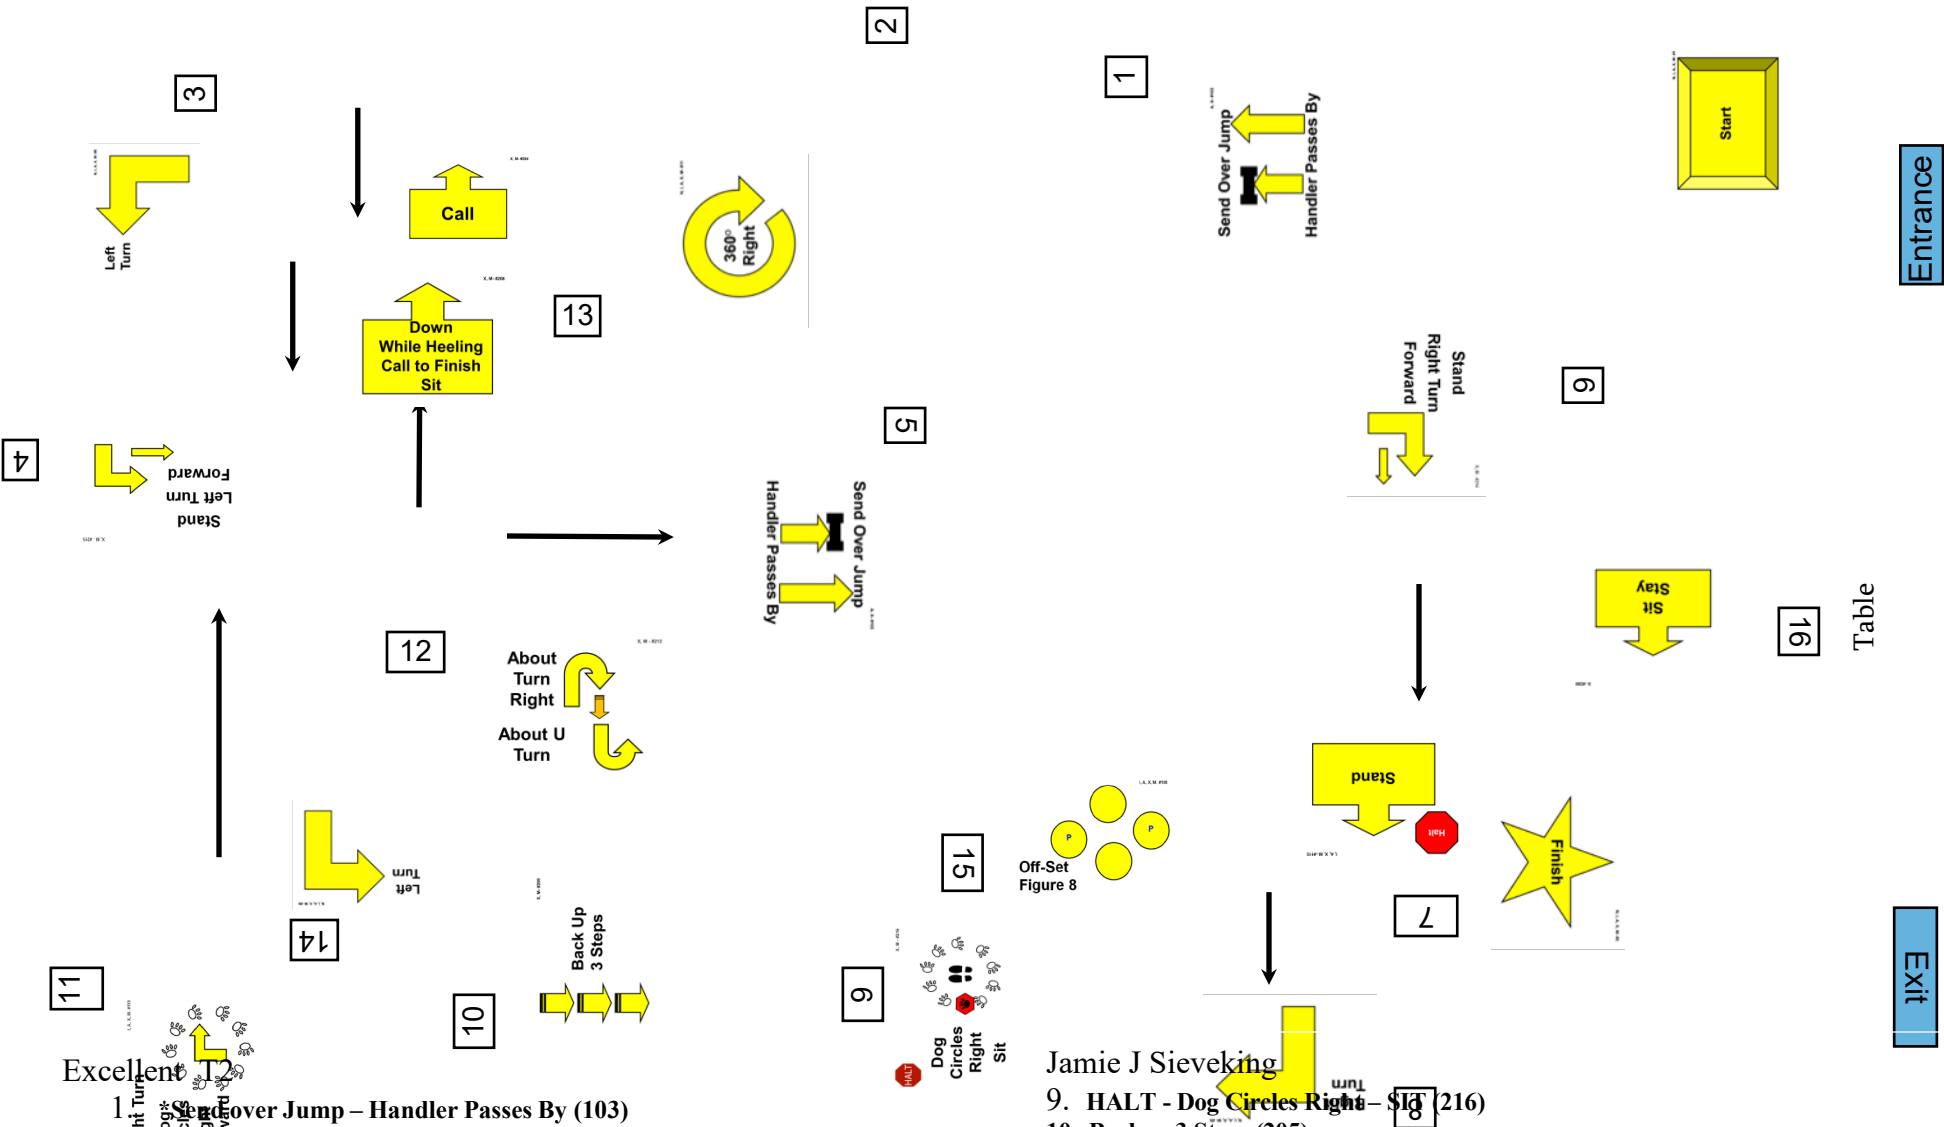 2
1
3
Start
Entrance
Send Over Jump
Handler Passes By
Left
Turn
Call
360°
Right
13
Down
While Heeling
Call to Finish
Sit
Stand
Right Turn
Forward
6
5
4
Stand
Left Turn
Forward
Handler Passes By
Send Over Jump
Sit
Stay
16
Table
12
About
Turn
Right
About U
Turn
Stand
Halt
Finish
P
P
Off-Set
Figure 8
15
7
Left
Turn
14
Back Up
3 Steps
11
10
9
HALT
Dog
Circles
Right
Sit
Exit
Turn
8
Excellent T2
Jamie J Sieveking
1. Send over Jump – Handler Passes By (103)
9. HALT - Dog Circles Right – SIT (216)